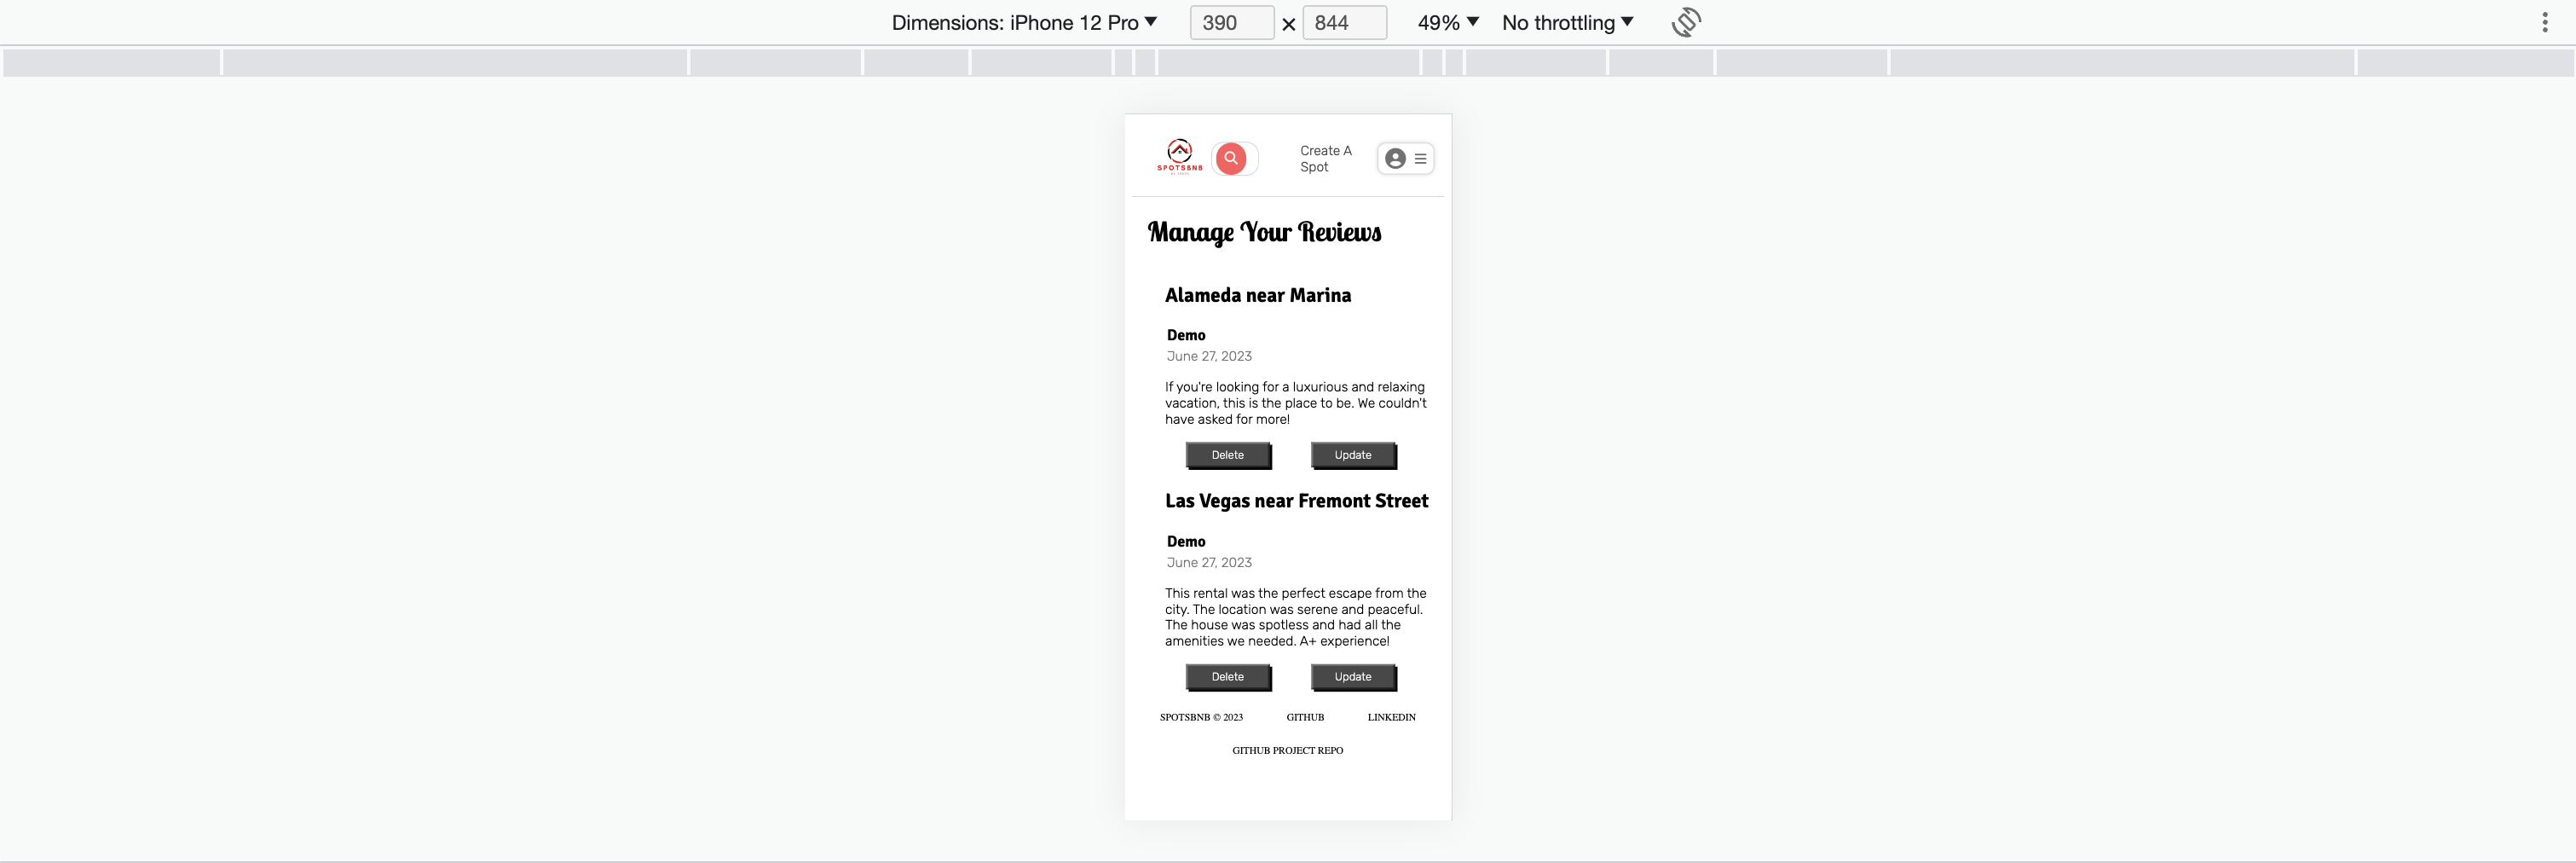 Dimensions: iPhone 12 Pro 390 × 844 49% No throttling
SPOTSBNB
Create A
Spot
Manage Your Reviews
Alameda near Marina
Demo
June 27, 2023
If you're looking for a luxurious and relaxing
vacation, this is the place to be. We couldn't
have asked for more!
Delete Update
Las Vegas near Fremont Street
Demo
June 27, 2023
This rental was the perfect escape from the
city. The location was serene and peaceful.
The house was spotless and had all the
amenities we needed. A+ experience!
Delete Update
SPOTSBNB © 2023 GITHUB LINKEDIN
GITHUB PROJECT REPO